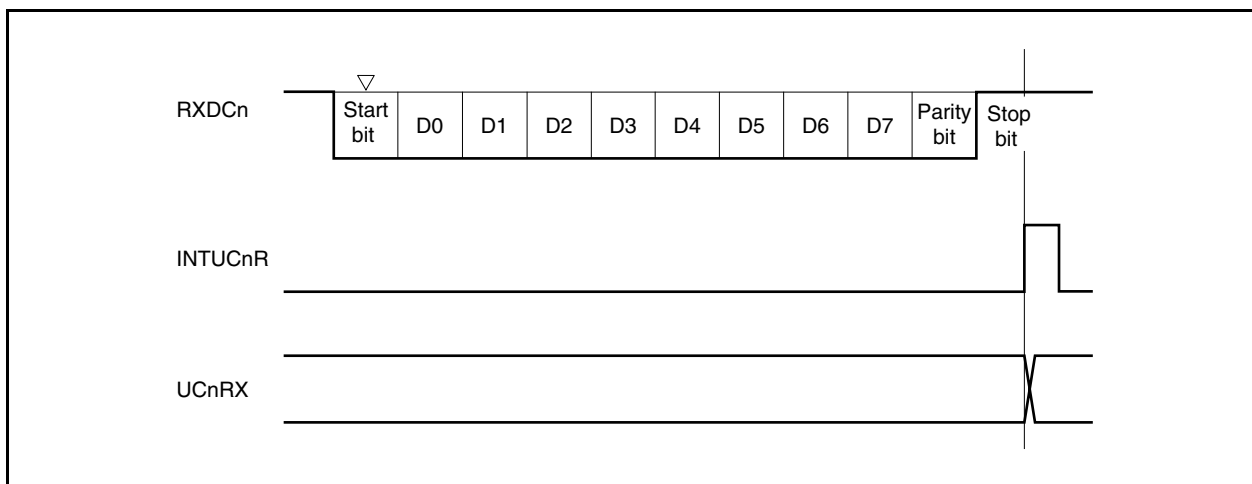 RXDCn
Start bit
D0
D1
D2
D3
D4
D5
D6
D7
Parity bit
Stop bit
INTUCnR
UCnRX